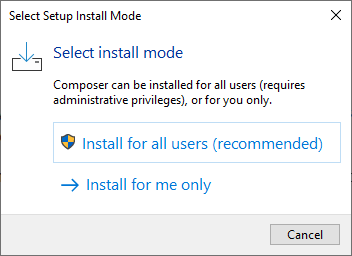 Select Setup Install Mode
Select install mode
Composer can be installed for all users (requires
administrative privileges), or for you only.
Install for all users (recommended)
Install for me only
Cancel